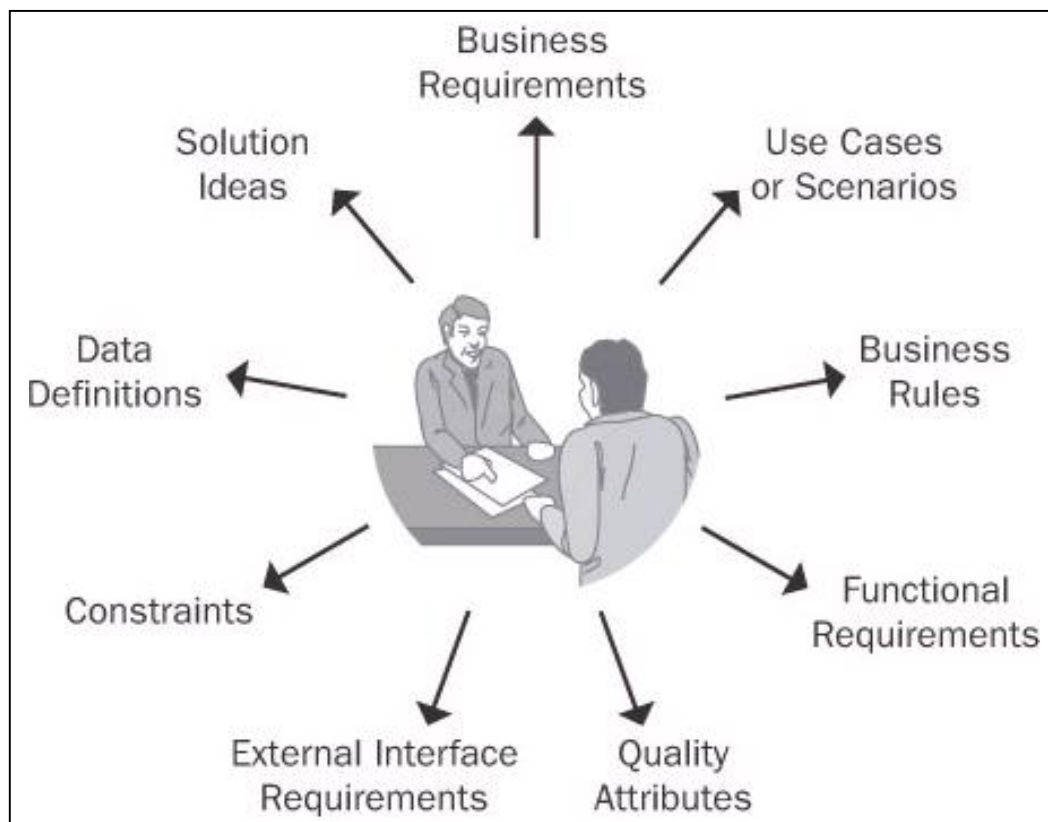 Business
Requirements
Solution
Ideas
Use Cases
or Scenarios
Data
Definitions
Business
Rules
Constraints
Functional
Requirements
External Interface
Requirements
Quality
Attributes